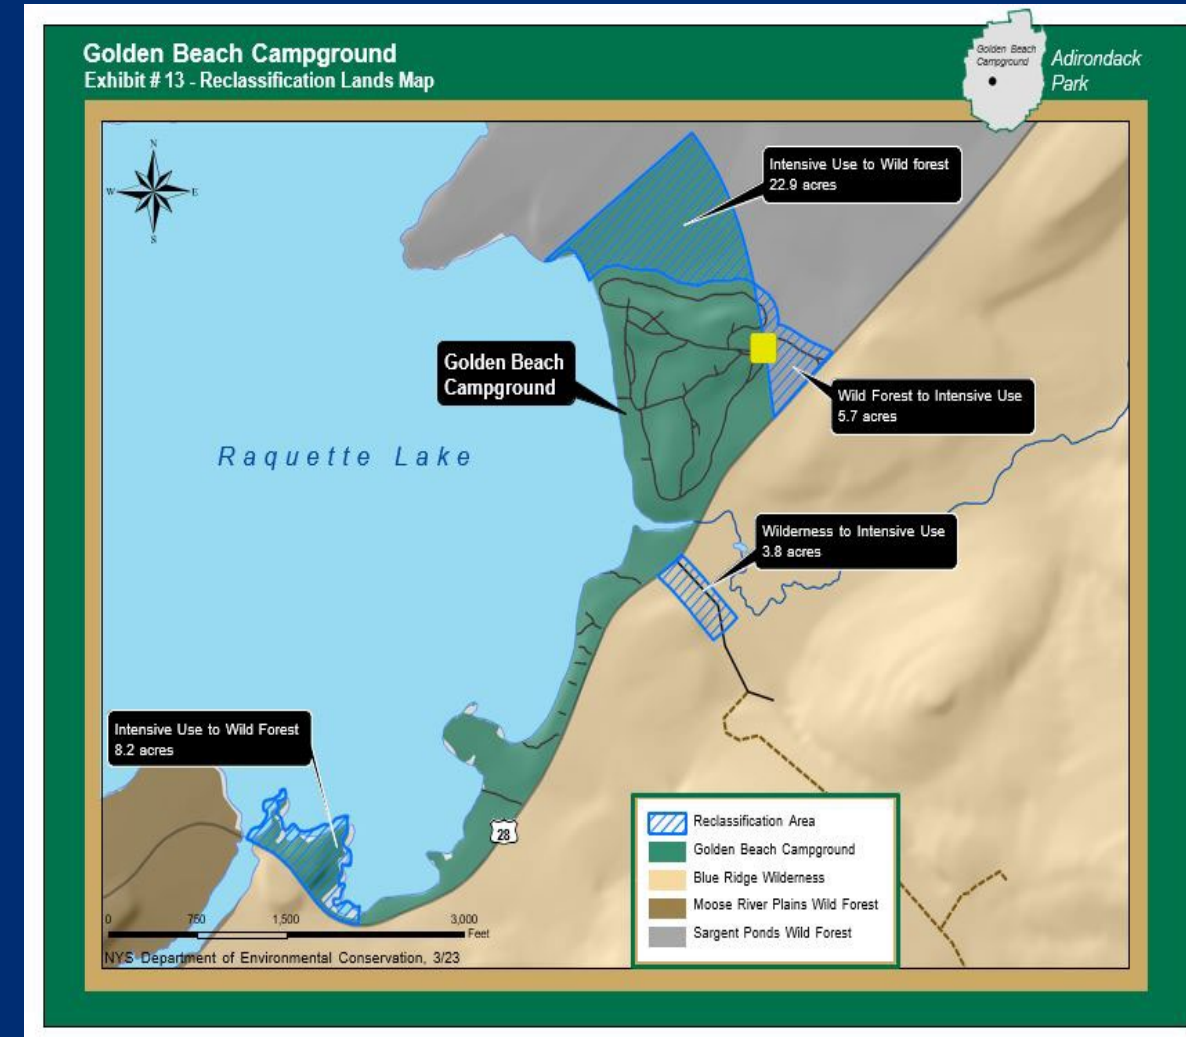 Golden Beach Campground
Exhibit # 13 - Reclassification Lands Map
Golden Beach
Campground
Adirondack
Park
N
W
E
S
Intensive Use to Wild forest
22.9 acres
Golden Beach
Campground
Wild Forest to Intensive Use
5.7 acres
Raquette Lake
Wilderness to Intensive Use
3.8 acres
Intensive Use to Wild Forest
8.2 acres
28
Reclassification Area
Golden Beach Campground
Blue Ridge Wilderness
Moose River Plains Wild Forest
Sargent Ponds Wild Forest
0 750 1,500 3,000
Feet
NYS Department of Environmental Conservation, 3/23